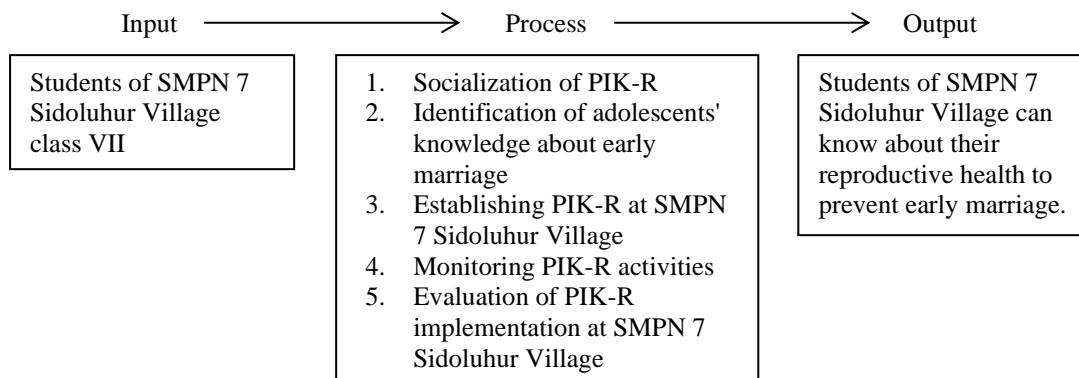 Input Process Output
Students of SMPN 7
Sidoluhur Village
class VII
1. Socialization of PIK-R
2. Identification of adolescents'
knowledge about early
marriage
3. Establishing PIK-R at SMPN
7 Sidoluhur Village
4. Monitoring PIK-R activities
5. Evaluation of PIK-R
implementation at SMPN 7
Sidoluhur Village
Students of SMPN 7
Sidoluhur Village can
know about their
reproductive health to
prevent early marriage.